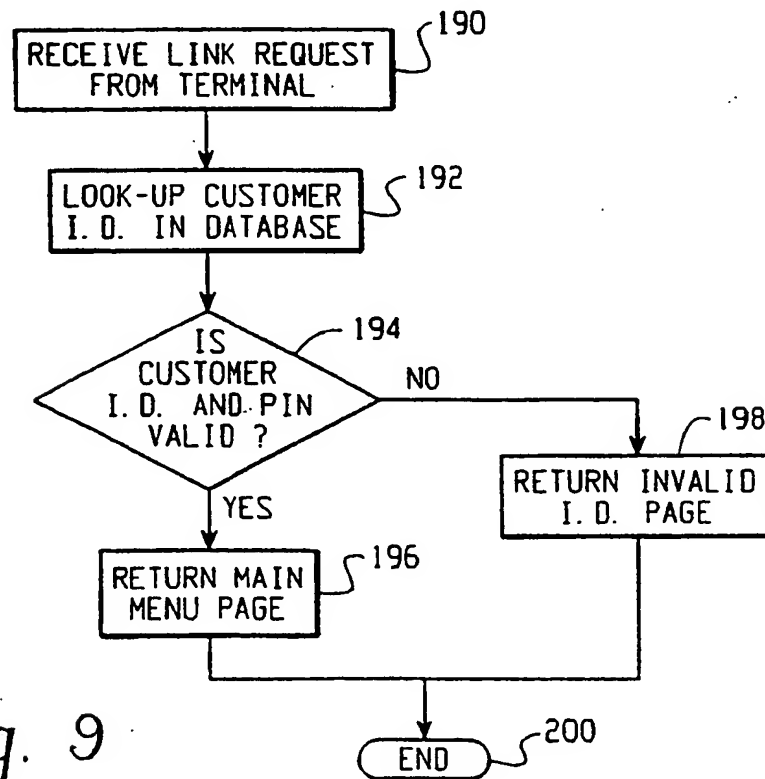 190
RECEIVE LINK REQUEST
FROM TERMINAL
192
LOOK-UP CUSTOMER
I. D. IN DATABASE
194
IS
CUSTOMER
I. D. AND PIN
VALID ?
NO
198
RETURN INVALID
I. D. PAGE
YES
196
RETURN MAIN
MENU PAGE
200
END
9